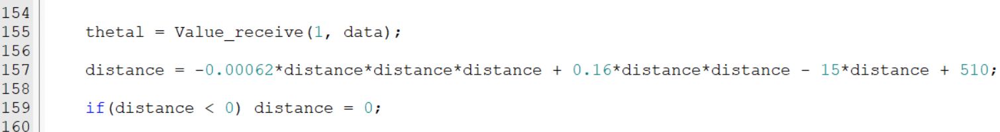 154
155 thetal = Value_receive(1, data);
156
157 distance = -0.00062*distance*distance*distance + 0.16*distance*distance - 15*distance + 510;
158
159 if(distance < 0) distance = 0;
160